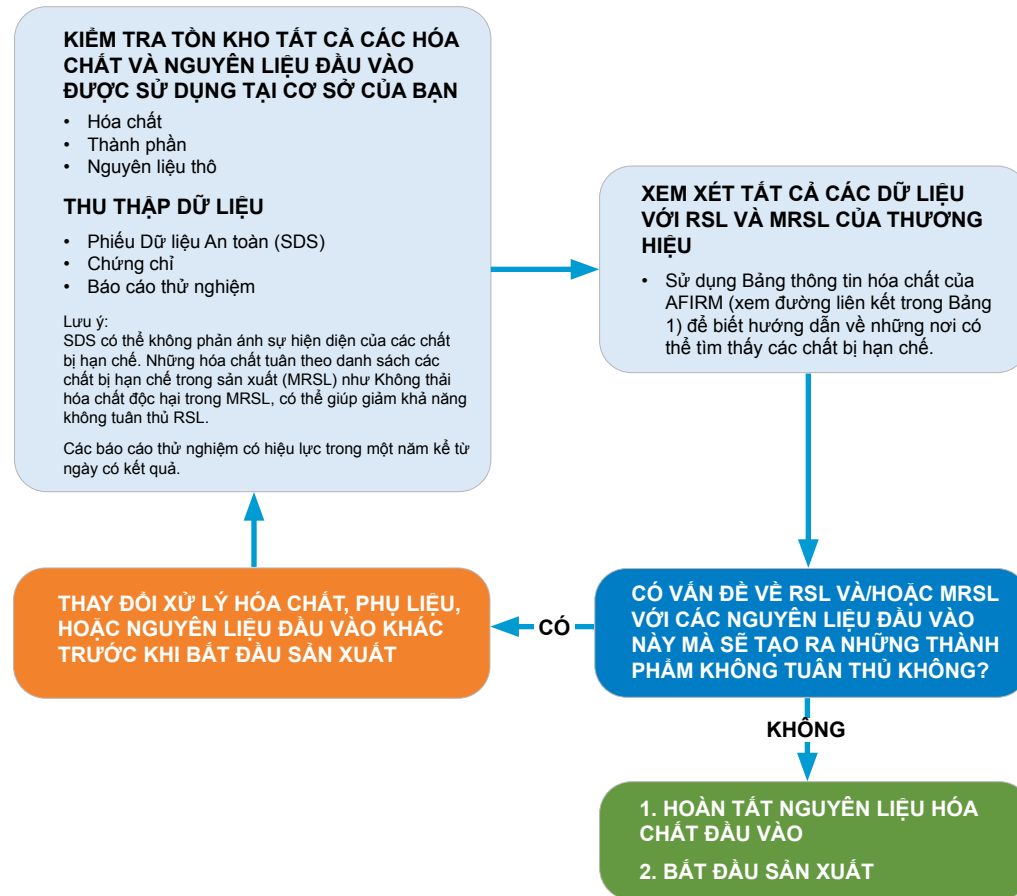 KIỂM TRA TỒN KHO TẤT CẢ CÁC HÓA
CHẤT VÀ NGUYÊN LIỆU ĐẦU VÀO
ĐƯỢC SỬ DỤNG TẠI CƠ SỞ CỦA BẠN
• Hóa chất
• Thành phần
• Nguyên liệu thô
THU THẬP DỮ LIỆU
• Phiếu Dữ liệu An toàn (SDS)
• Chứng chỉ
• Báo cáo thử nghiệm
Lưu ý:
SDS có thể không phản ánh sự hiện diện của các chất
bị hạn chế. Những hóa chất tuân theo danh sách các
chất bị hạn chế trong sản xuất (MRSL) như Không thải
hóa chất độc hại trong MRSL, có thể giúp giảm khả năng
không tuân thủ RSL.
Các báo cáo thử nghiệm có hiệu lực trong một năm kể từ
ngày có kết quả.
XEM XÉT TẤT CẢ CÁC DỮ LIỆU
VỚI RSL VÀ MRSL CỦA THƯƠNG
HIỆU
• Sử dụng Bảng thông tin hóa chất của
AFIRM (xem đường liên kết trong Bảng
1) để biết hướng dẫn về những nơi có
thể tìm thấy các chất bị hạn chế.
CÓ VẤN ĐỀ VỀ RSL VÀ/HOẶC MRSL
VỚI CÁC NGUYÊN LIỆU ĐẦU VÀO
NÀY MÀ SẼ TẠO RA NHỮNG THÀNH
PHẨM KHÔNG TUÂN THỦ KHÔNG?
CÓ
THAY ĐỔI XỬ LÝ HÓA CHẤT, PHỤ LIỆU,
HOẶC NGUYÊN LIỆU ĐẦU VÀO KHÁC
TRƯỚC KHI BẮT ĐẦU SẢN XUẤT
KHÔNG
1. HOÀN TẤT NGUYÊN LIỆU HÓA
CHẤT ĐẦU VÀO
2. BẮT ĐẦU SẢN XUẤT